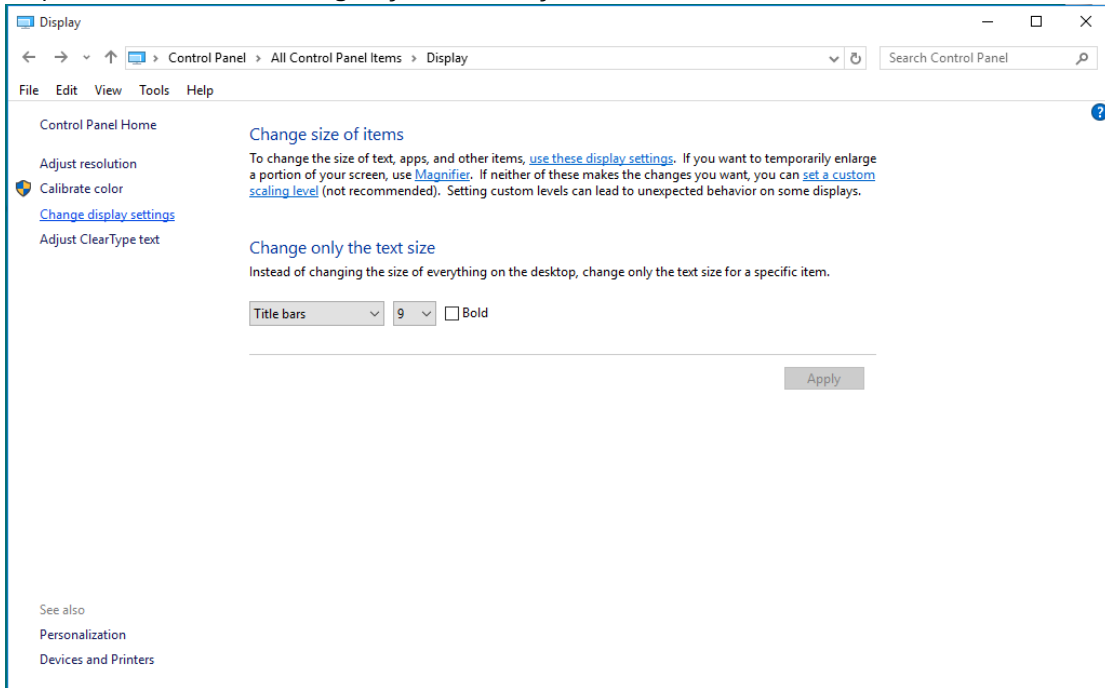 Display
Control Panel > All Control Panel Items > Display
Search Control Panel
File Edit View Tools Help
Control Panel Home
Adjust resolution
Calibrate color
Change display settings
Adjust ClearType text
Change size of items
To change the size of text, apps, and other items, use these display settings. If you want to temporarily enlarge
a portion of your screen, use Magnifier. If neither of these makes the changes you want, you can set a custom
scaling level (not recommended). Setting custom levels can lead to unexpected behavior on some displays.
Change only the text size
Instead of changing the size of everything on the desktop, change only the text size for a specific item.
Title bars 9 Bold
Apply
See also
Personalization
Devices and Printers